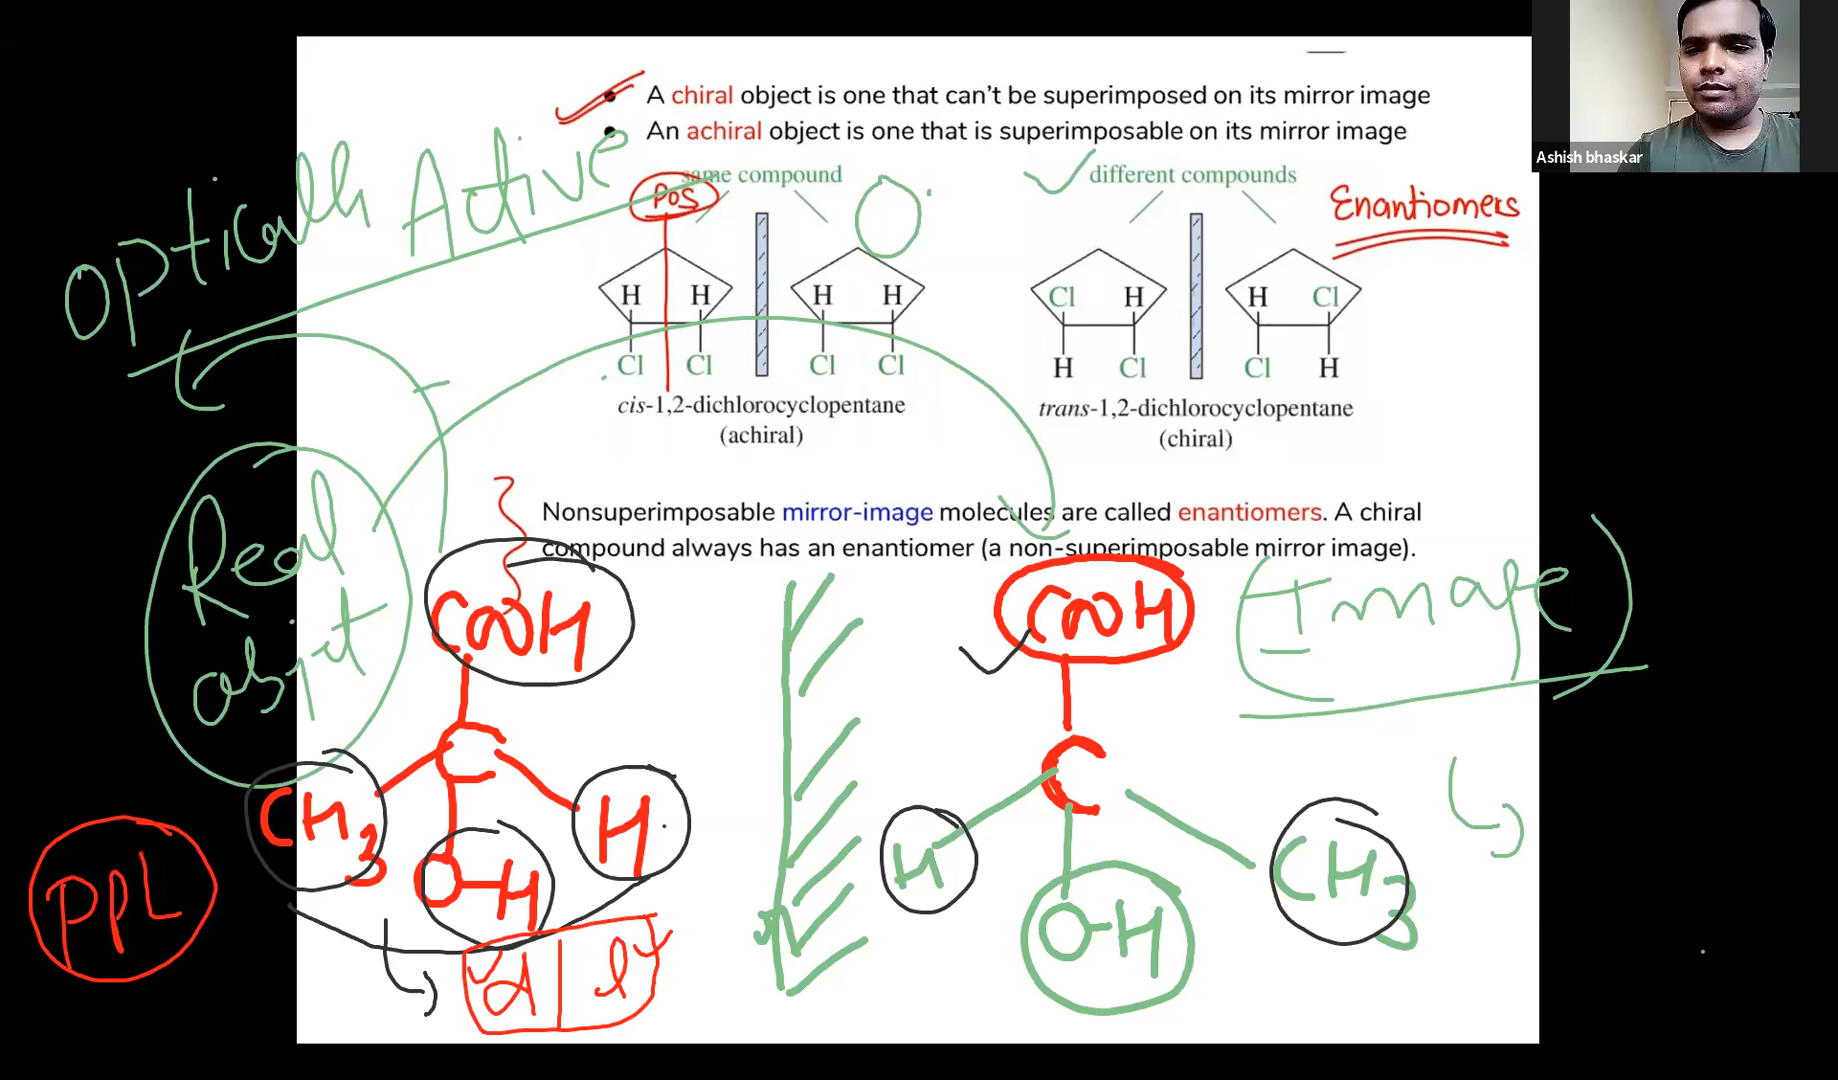 A chiral object is one that can't be superimposed on its mirror image
An achiral object is one that is superimposable on its mirror image
Ashish bhaskar
Optically Active
same compound
different compounds
POS
Enantiomers
H H H H
Cl H H Cl
Cl Cl Cl Cl
H Cl Cl H
cis-1,2-dichlorocyclopentane
(achiral)
trans-1,2-dichlorocyclopentane
(chiral)
Nonsuperimposable mirror-image molecules are called enantiomers. A chiral
compound always has an enantiomer (a non-superimposable mirror image).
Real
objt
COOH
COOH
Image
C
C
CH3
H
H
CH3
O-H
O-H
PPL
d l